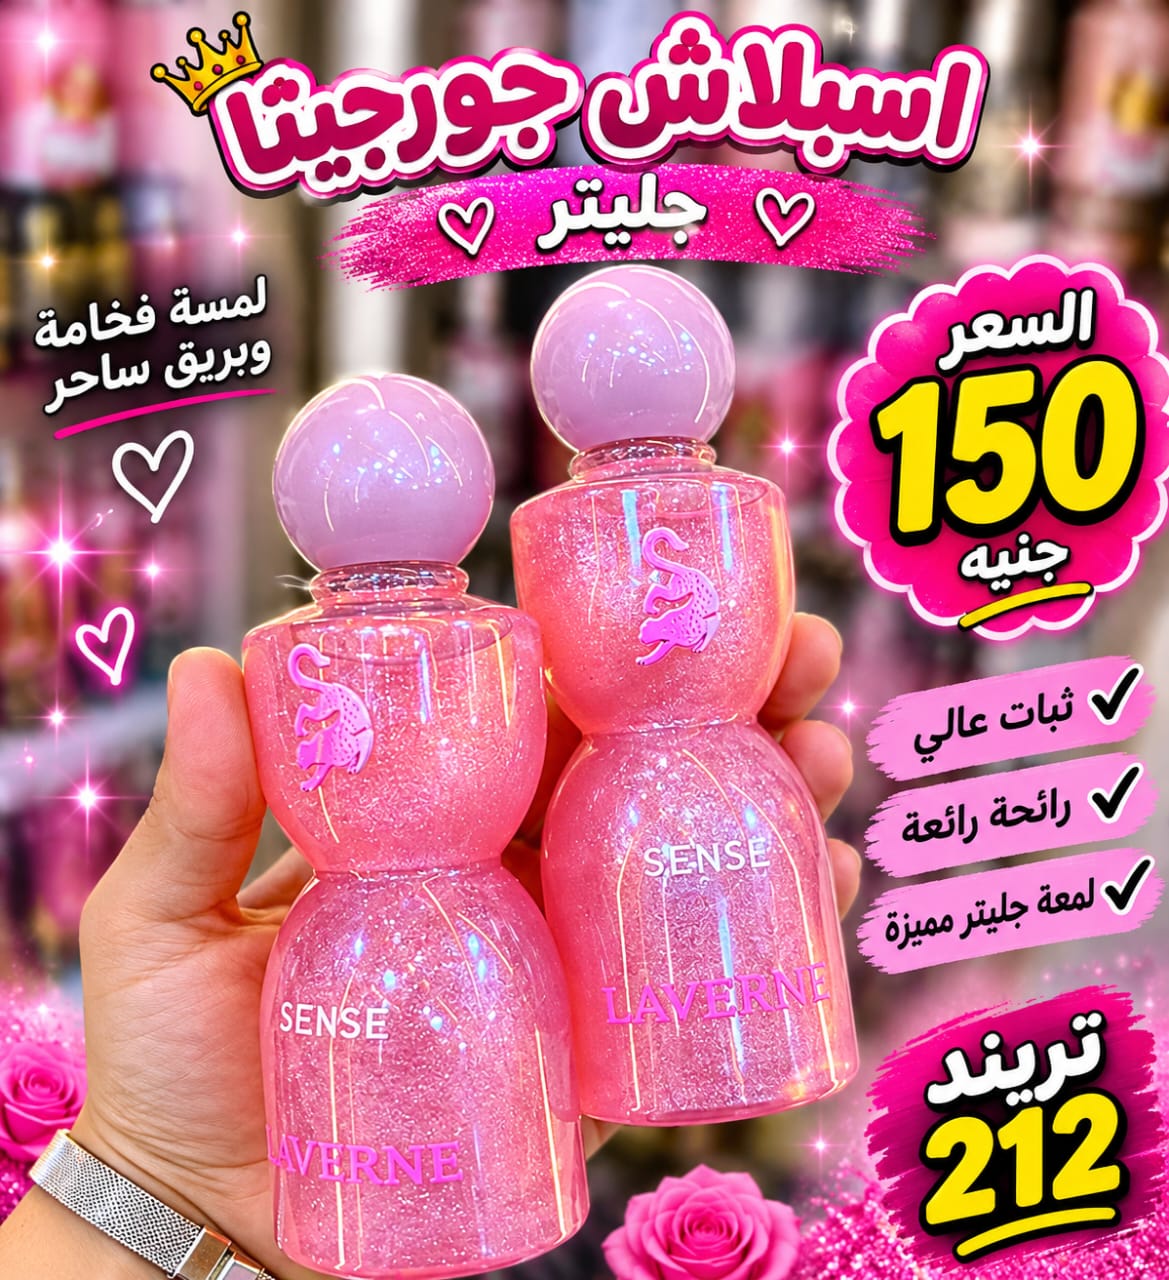 اسبلاش جورجيتا
جليتر
لمسة فخامة
وبريق ساحر
السعر
150
جنيه
ثبات عالي
رائحة رائعة
لمعة جليتر مميزة
تريند
212
SENSE
LAVERNE
SENSE
LAVERNE